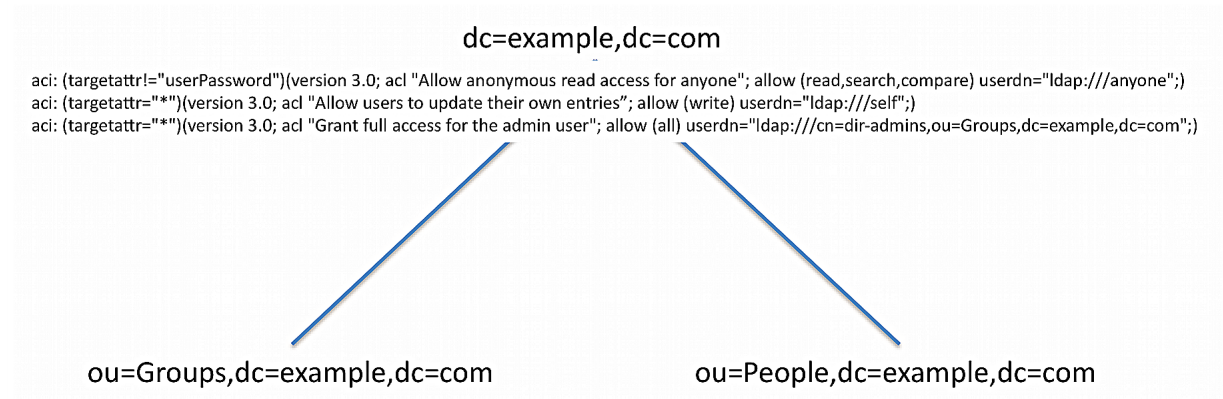 dc=example,dc=com
aci: (targetattr!="userPassword")(version 3.0; acl "Allow anonymous read access for anyone"; allow (read,search,compare) userdn="ldap:///anyone";)
aci: (targetattr="*")(version 3.0; acl "Allow users to update their own entries”; allow (write) userdn="ldap:///self";)
aci: (targetattr="*")(version 3.0; acl "Grant full access for the admin user"; allow (all) userdn="ldap:///cn=dir-admins,ou=Groups,dc=example,dc=com";)
ou=Groups,dc=example,dc=com
ou=People,dc=example,dc=com